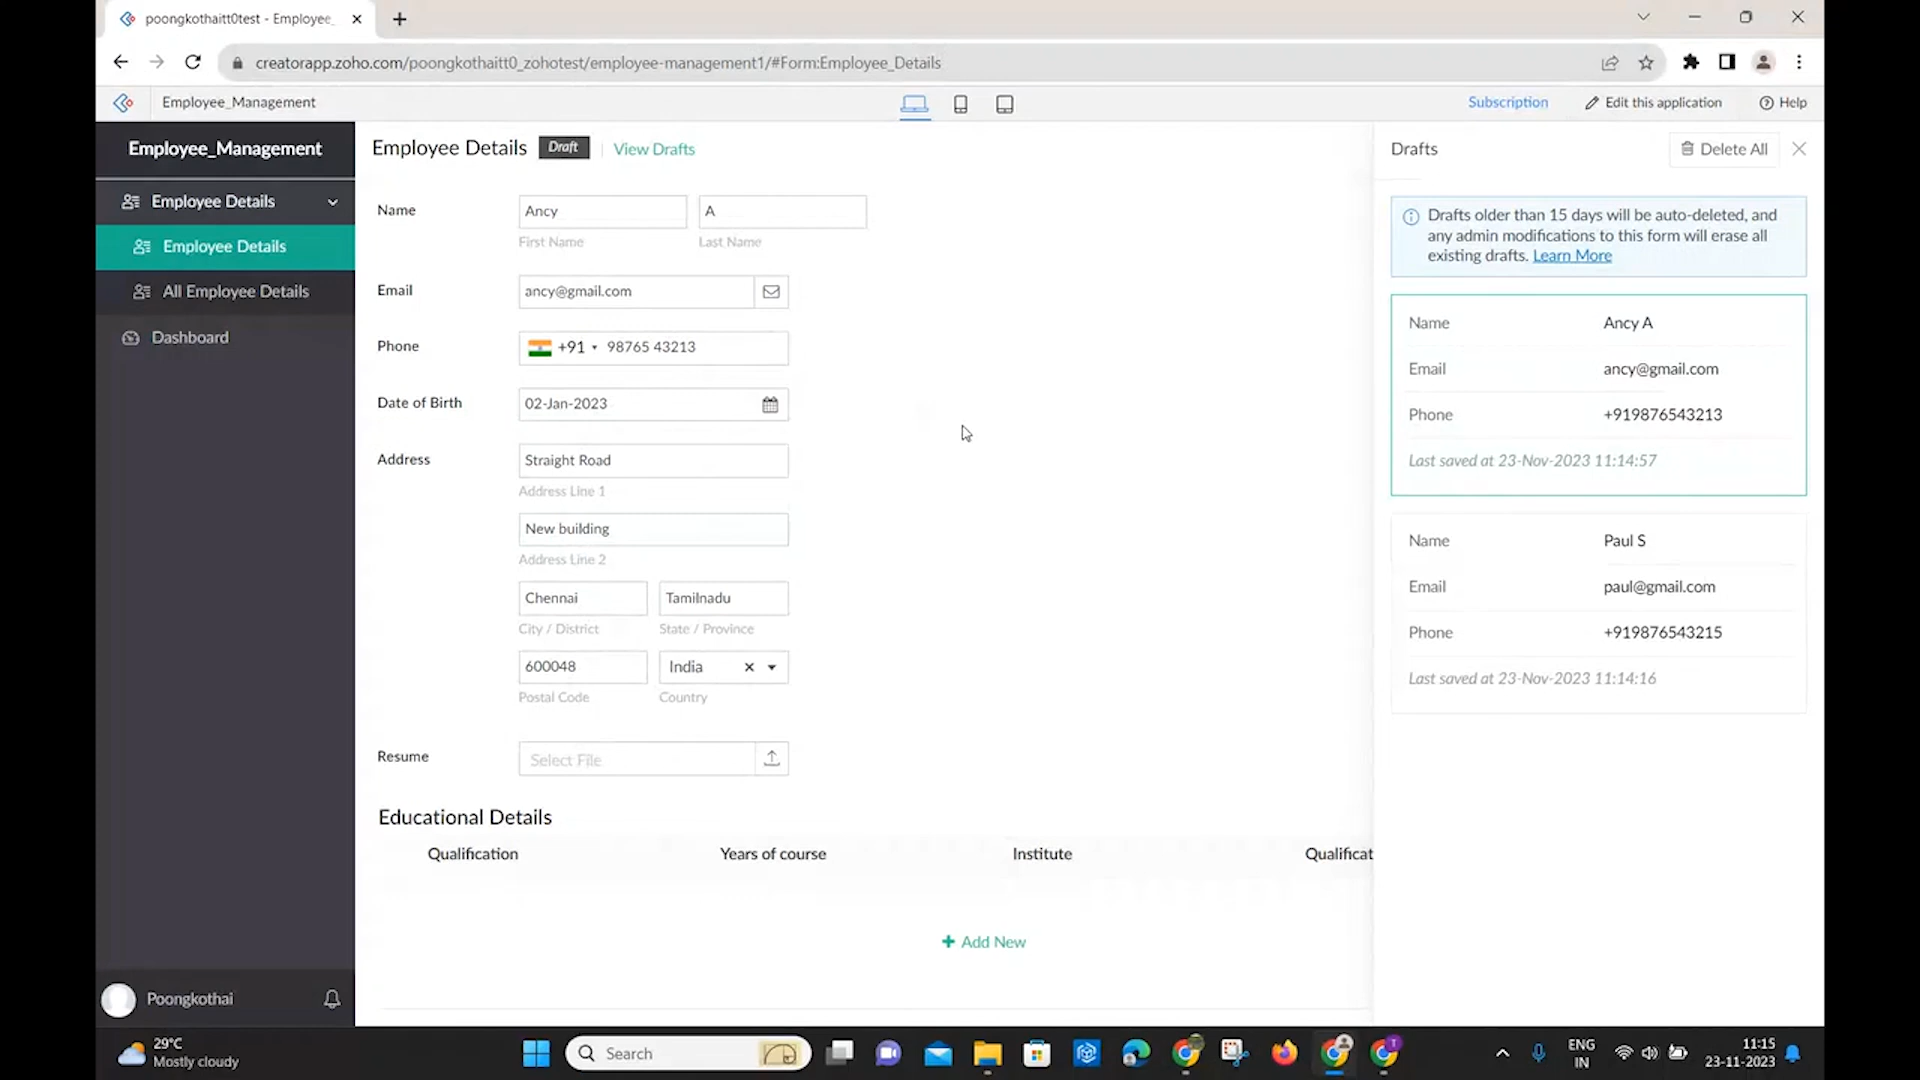 poongkothaitt0test - Employee_
creatorapp.zoho.com/poongkothaitt0_zohotest/employee-management1/#Form:Employee_Details
Employee_Management
Subscription
Edit this application
Help
Employee_Management
Employee Details
Employee Details
All Employee Details
Dashboard
Poongkothai
Employee Details
Draft
View Drafts
Name
Ancy
A
First Name
Last Name
Email
ancy@gmail.com
Phone
+91
98765 43213
Date of Birth
02-Jan-2023
Address
Straight Road
Address Line 1
New building
Address Line 2
Chennai
Tamilnadu
City / District
State / Province
600048
India
Postal Code
Country
Resume
Select File
Educational Details
Qualification
Years of course
Institute
Qualificat
Add New
Drafts
Delete All
Drafts older than 15 days will be auto-deleted, and
any admin modifications to this form will erase all
existing drafts. Learn More
Name
Ancy A
Email
ancy@gmail.com
Phone
+919876543213
Last saved at 23-Nov-2023 11:14:57
Name
Paul S
Email
paul@gmail.com
Phone
+919876543215
Last saved at 23-Nov-2023 11:14:16
29°C
Mostly cloudy
Search
T
ENG
IN
11:15
23-11-2023